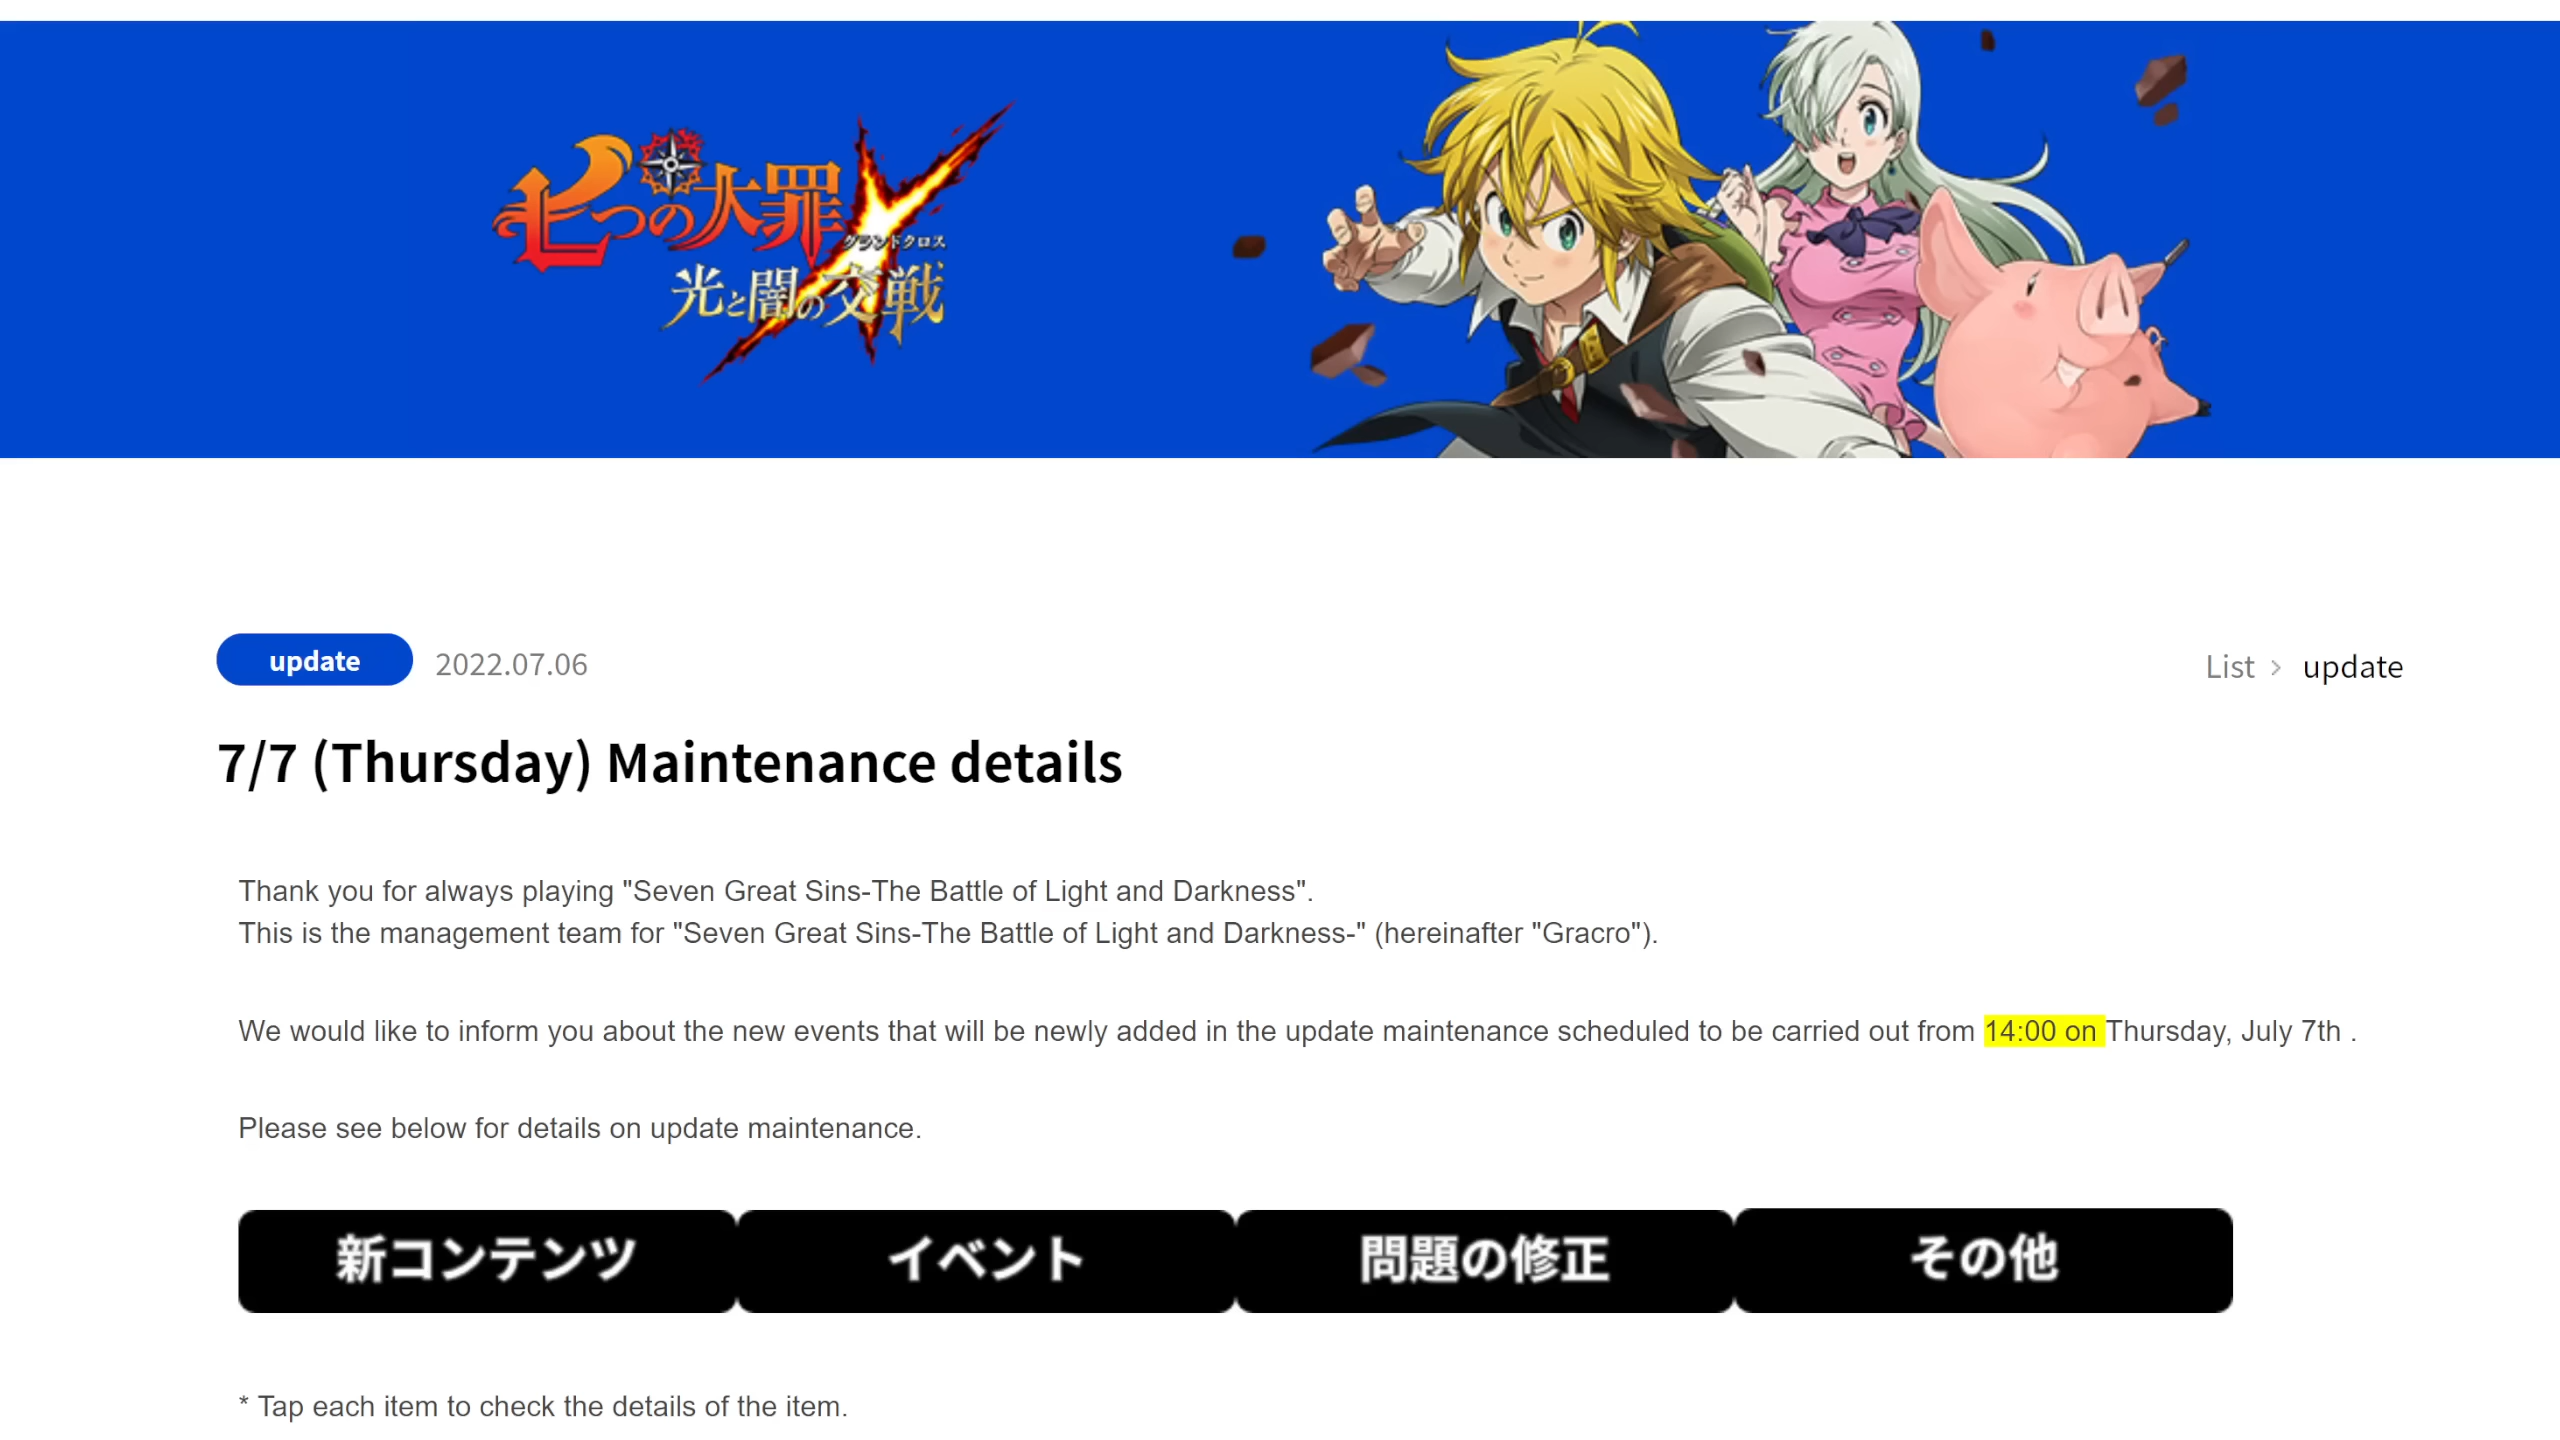 七つの大罪
グランドクロス
光と闇の交戦
update 2022.07.06 List > update
7/7 (Thursday) Maintenance details
Thank you for always playing "Seven Great Sins-The Battle of Light and Darkness".
This is the management team for "Seven Great Sins-The Battle of Light and Darkness-" (hereinafter "Gracro").
We would like to inform you about the new events that will be newly added in the update maintenance scheduled to be carried out from 14:00 on Thursday, July 7th .
Please see below for details on update maintenance.
新コンテンツ イベント 問題の修正 その他
* Tap each item to check the details of the item.